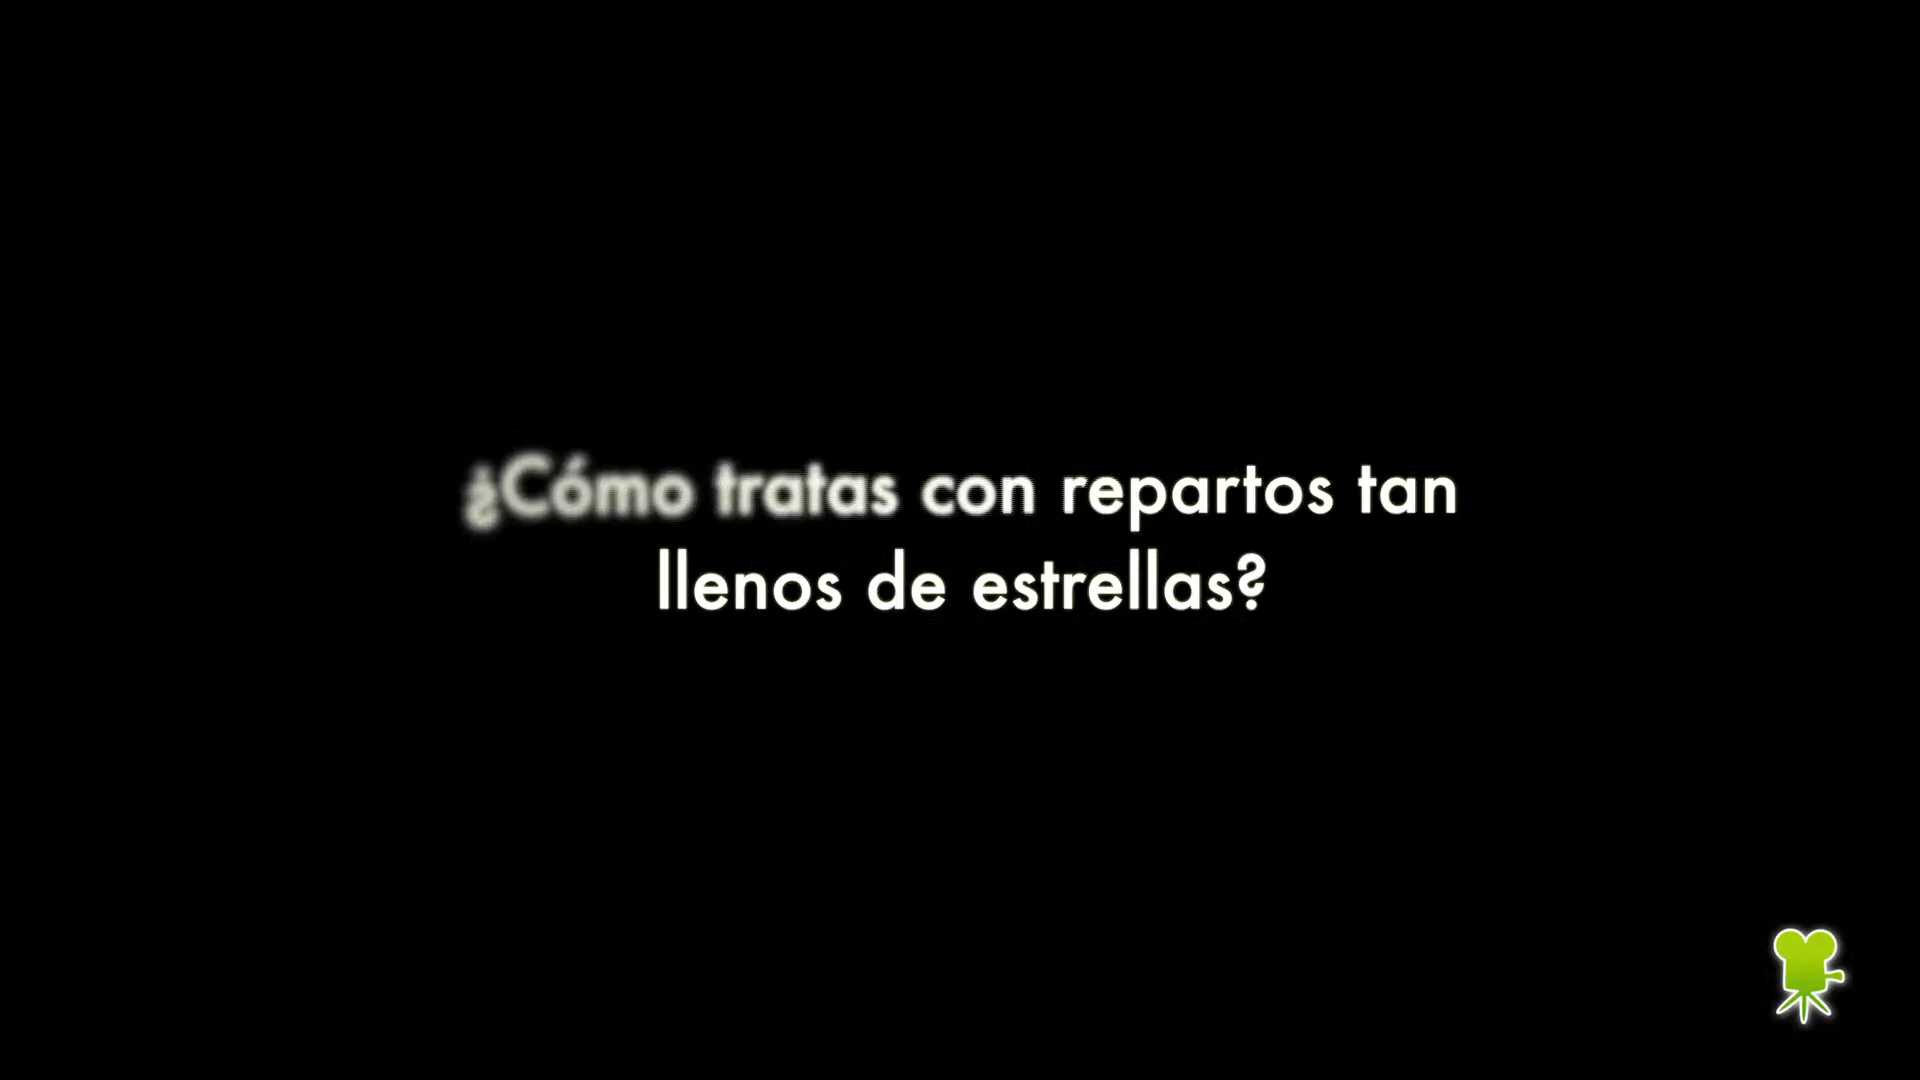 ¿Cómo tratas con repartos tan
llenos de estrellas?